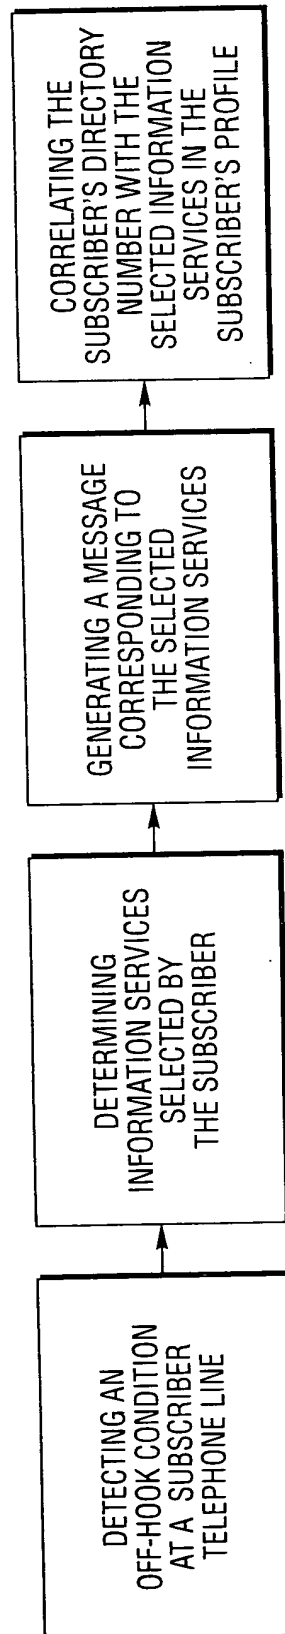 DETECTING AN
OFF-HOOK CONDITION
AT A SUBSCRIBER
TELEPHONE LINE
DETERMINING
INFORMATION SERVICES
SELECTED BY
THE SUBSCRIBER
GENERATING A MESSAGE
CORRESPONDING TO
THE SELECTED
INFORMATION SERVICES
CORRELATING THE
SUBSCRIBER'S DIRECTORY
NUMBER WITH THE
SELECTED INFORMATION
SERVICES IN THE
SUBSCRIBER'S PROFILE